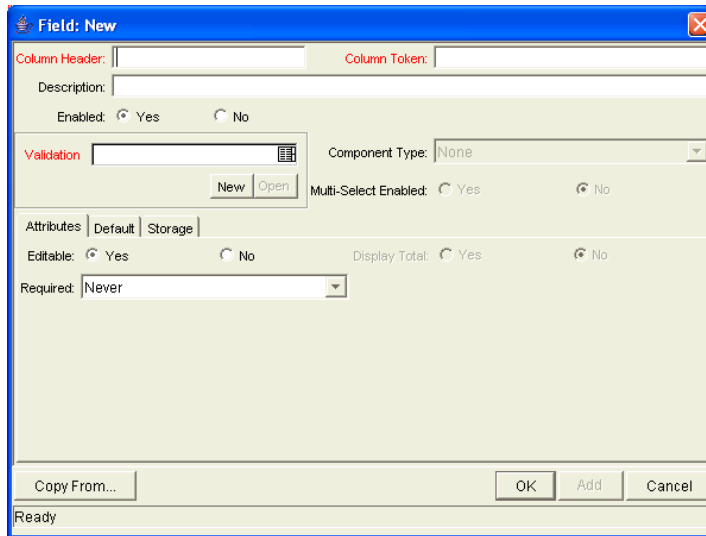 Field: New
Column Header: Column Token:
Description:
Enabled: Yes No
Validation Component Type: None
New Open Multi-Select Enabled: Yes No
Attributes Default Storage
Editable: Yes No Display Total: Yes No
Required: Never
Copy From... OK Add Cancel
Ready